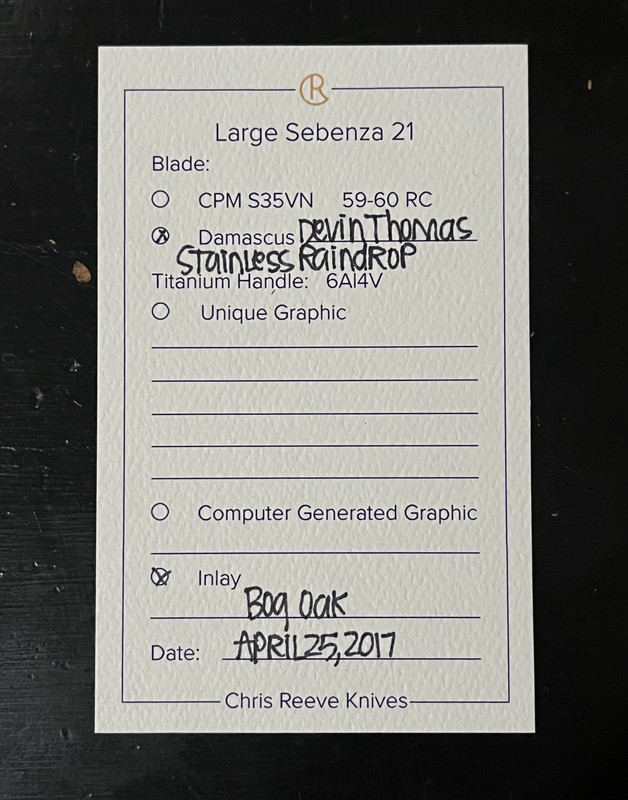 CR
Large Sebenza 21
Blade:
CPM S35VN 59-60 RC
Damascus Devin Thomas
Stainless Raindrop
Titanium Handle: 6Al4V
Unique Graphic
Computer Generated Graphic
Inlay
Bog Oak
Date: APRIL 25, 2017
Chris Reeve Knives